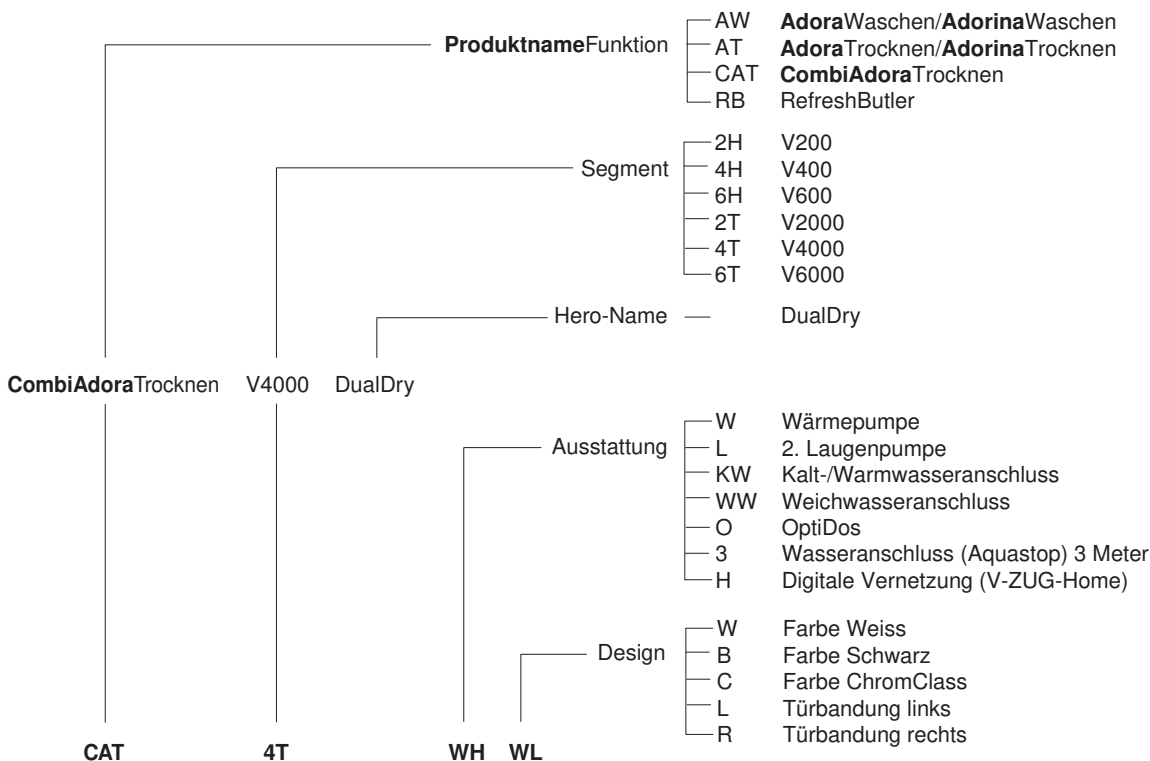 AW AdoraWaschen/AdorinaWaschen
ProduktnameFunktion AT AdoraTrocknen/AdorinaTrocknen
CAT CombiAdoraTrocknen
RB RefreshButler
2H V200
Segment 4H V400
6H V600
2T V2000
4T V4000
6T V6000
Hero-Name DualDry
CombiAdoraTrocknen V4000 DualDry
W Wärmepumpe
Ausstattung L 2. Laugenpumpe
KW Kalt-/Warmwasseranschluss
WW Weichwasseranschluss
O OptiDos
3 Wasseranschluss (Aquastop) 3 Meter
H Digitale Vernetzung (V-ZUG-Home)
W Farbe Weiss
Design B Farbe Schwarz
C Farbe ChromClass
L Türbandung links
R Türbandung rechts
CAT 4T WH WL